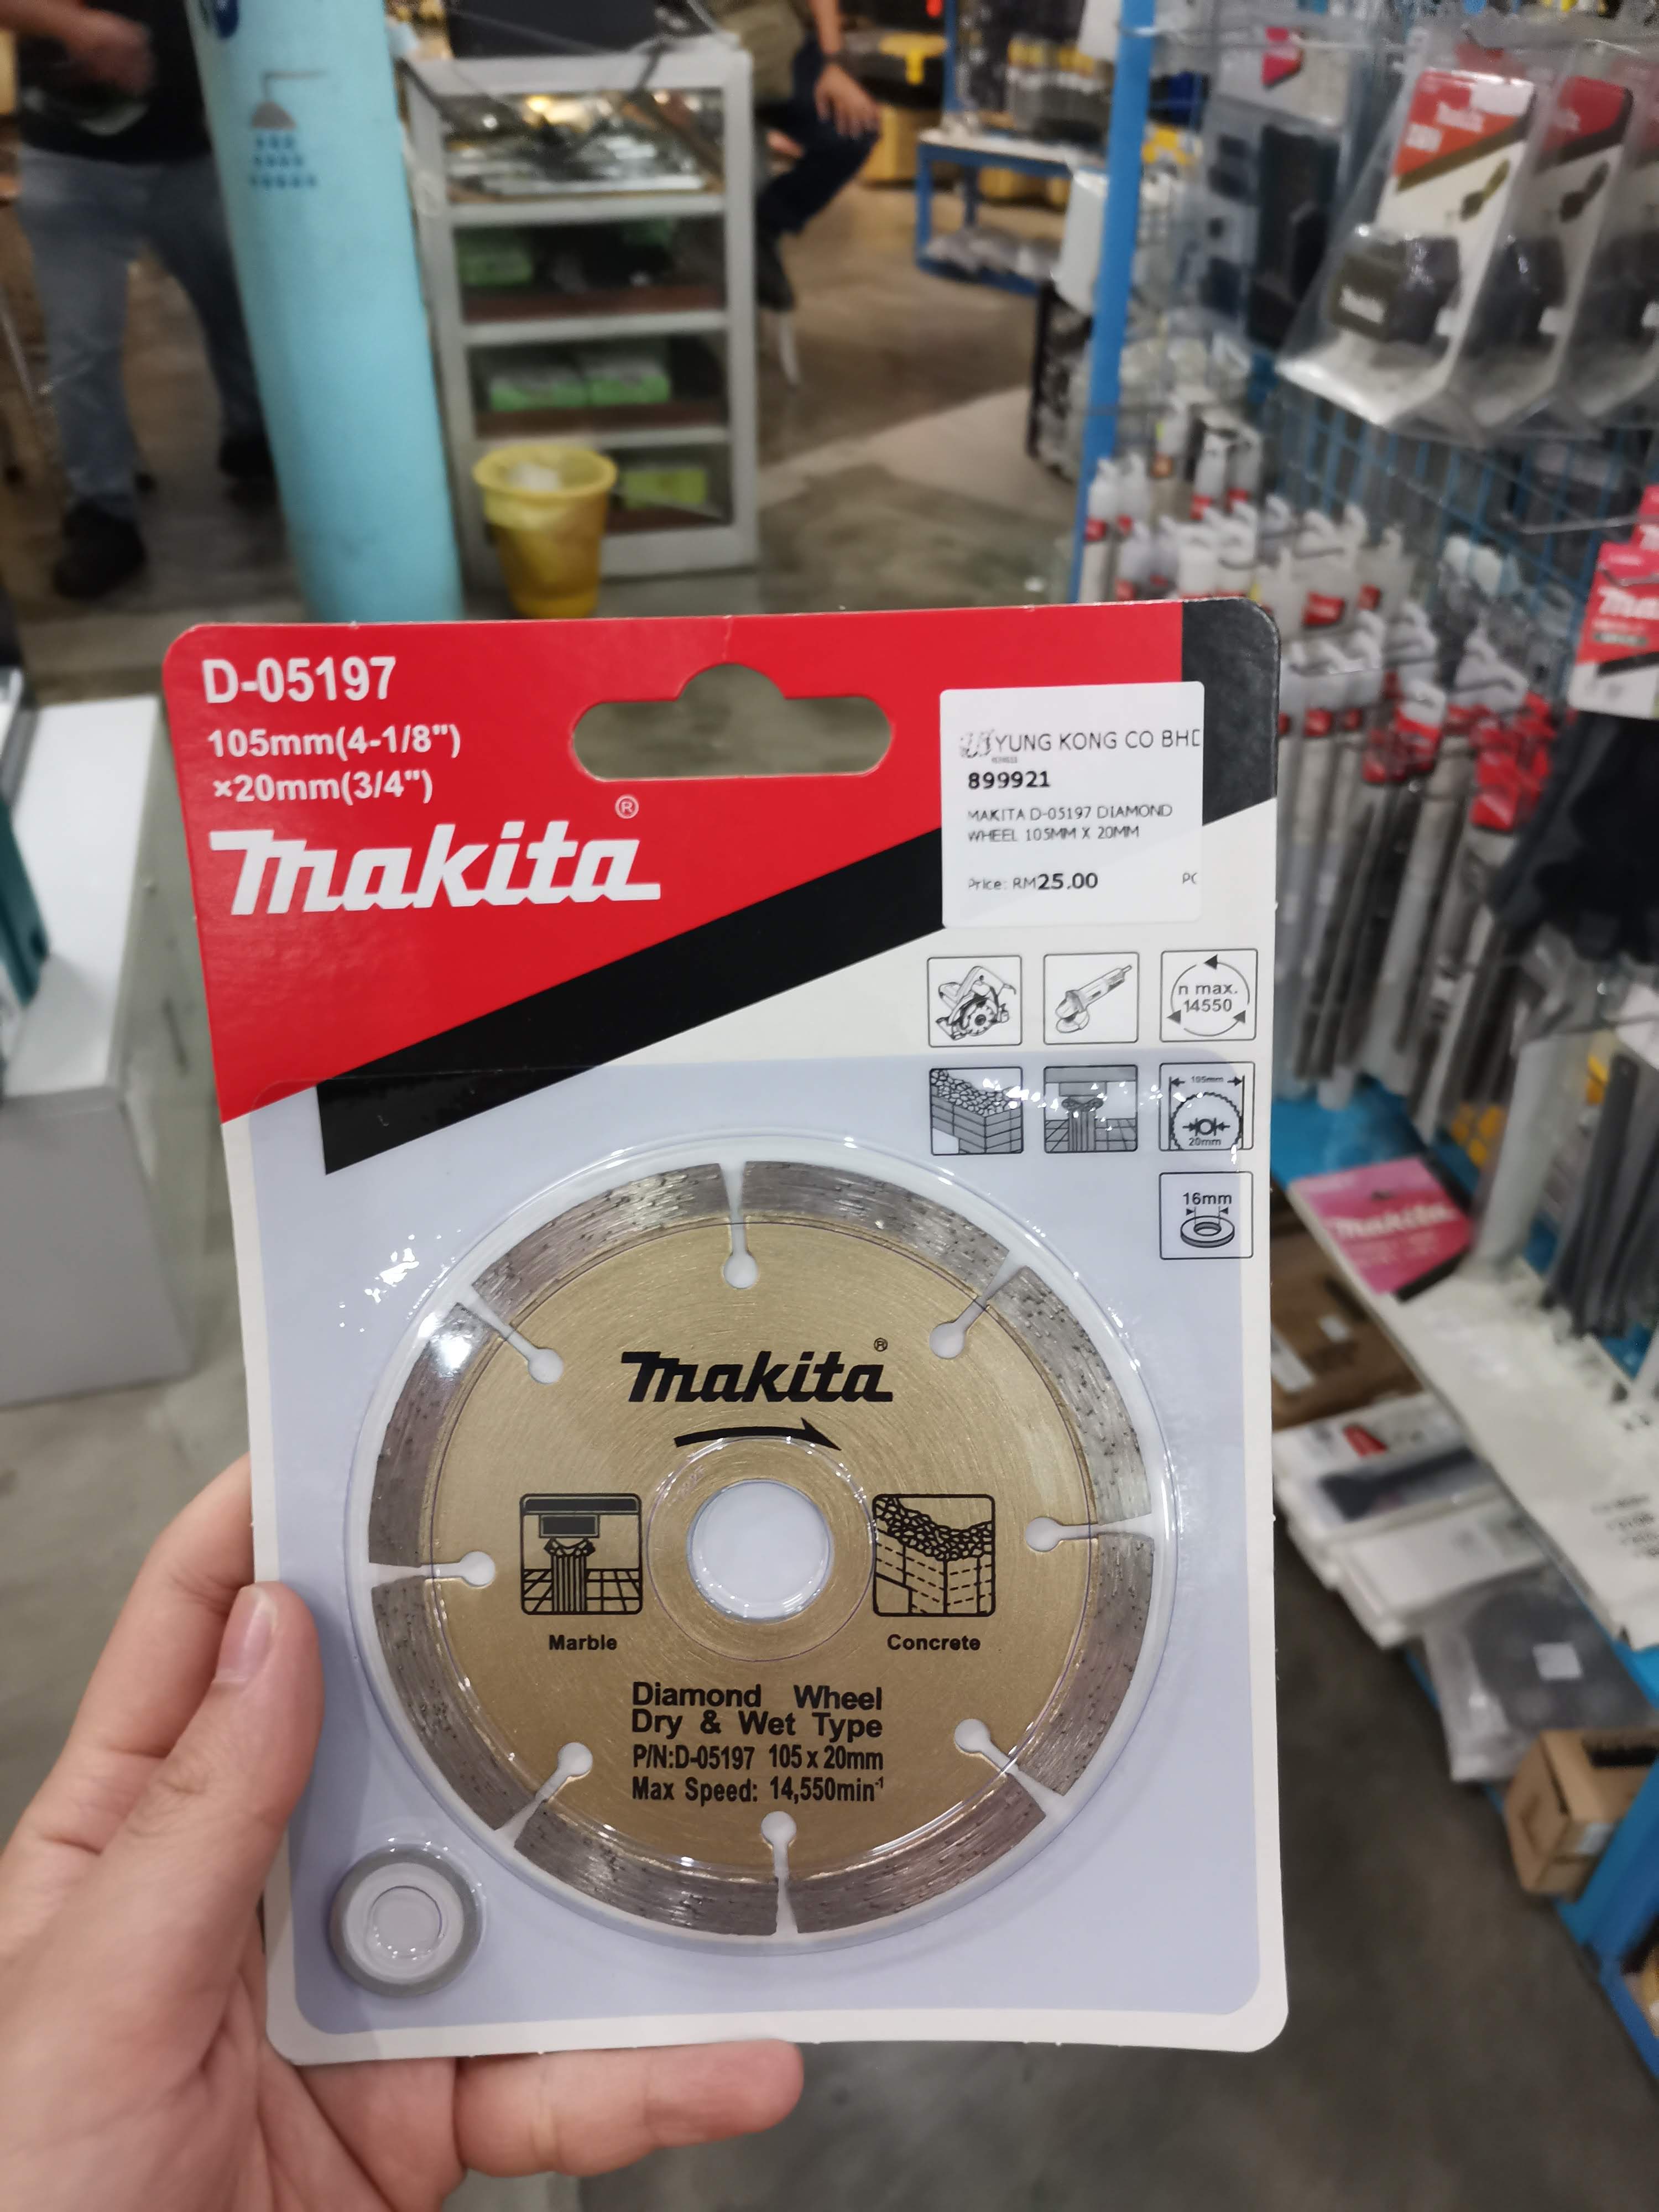 D-05197
105mm(4-1/8")
×20mm(3/4")
makita®
YUNG KONG CO BHD
899921
MAKITA D-05197 DIAMOND
WHEEL 105MM X 20MM
Price: RM25.00 PC
n max.
14550
105mm
20mm
16mm
makita®
Marble
Concrete
Diamond Wheel
Dry & Wet Type
P/N:D-05197 105 x 20mm
Max Speed: 14,550min⁻¹
makita